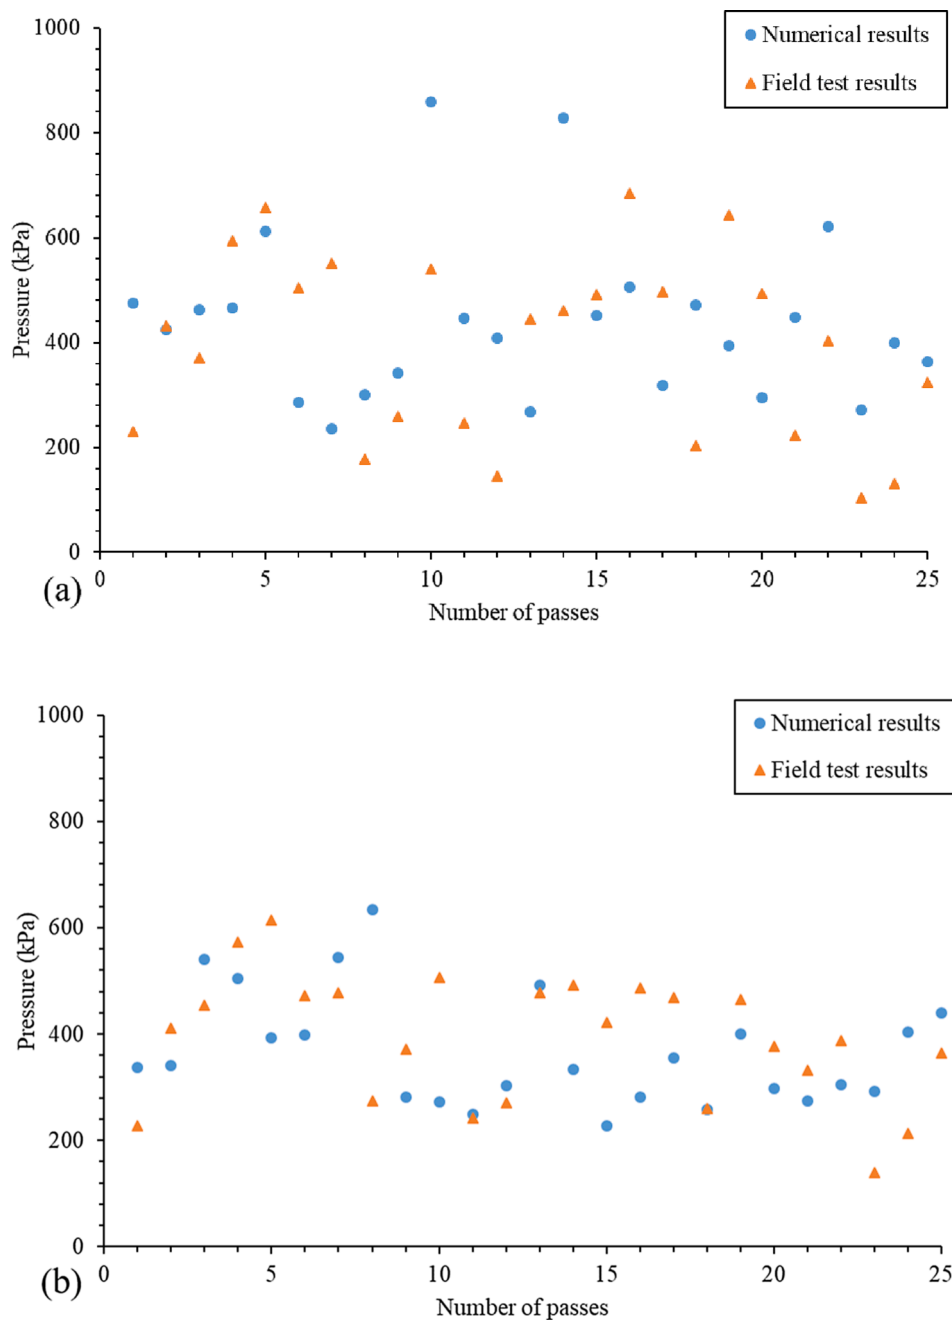 1000
800
600
400
200
0
Pressure (kPa)
Numerical results
Field test results
0 5 10 15 20 25
(a)
Number of passes
1000
800
600
400
200
0
Pressure (kPa)
Numerical results
Field test results
0 5 10 15 20 25
(b)
Number of passes